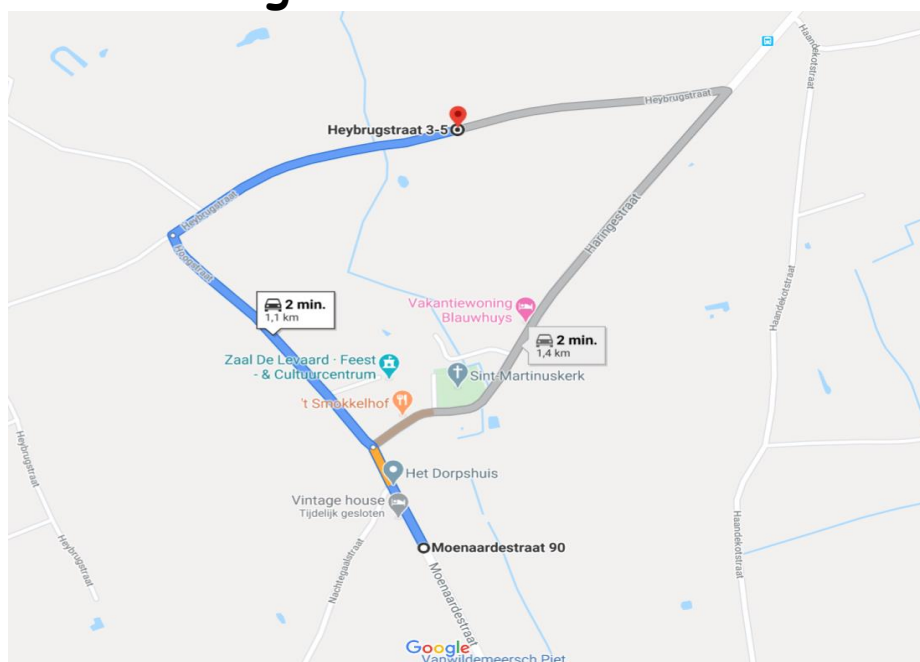 Haandekotstraat
Heybrugstraat
Heybrugstraat 3-5
Heybrugstraat
Hoogstraat
Haringestraat
2 min.
1,1 km
Vakantiewoning
Blauwhuys
2 min.
1,4 km
Haandekotstraat
Zaal De Levaard · Feest
- & Cultuurcentrum
Sint-Martinuskerk
't Smokkelhof
Heybrugstraat
Het Dorpshuis
Vintage house
Tijdelijk gesloten
Moenaardestraat 90
Heybrugstraat
Nachtegaalstraat
Haandekotstraat
Moenaardestraat
Google
Vanwildemeersch Piet